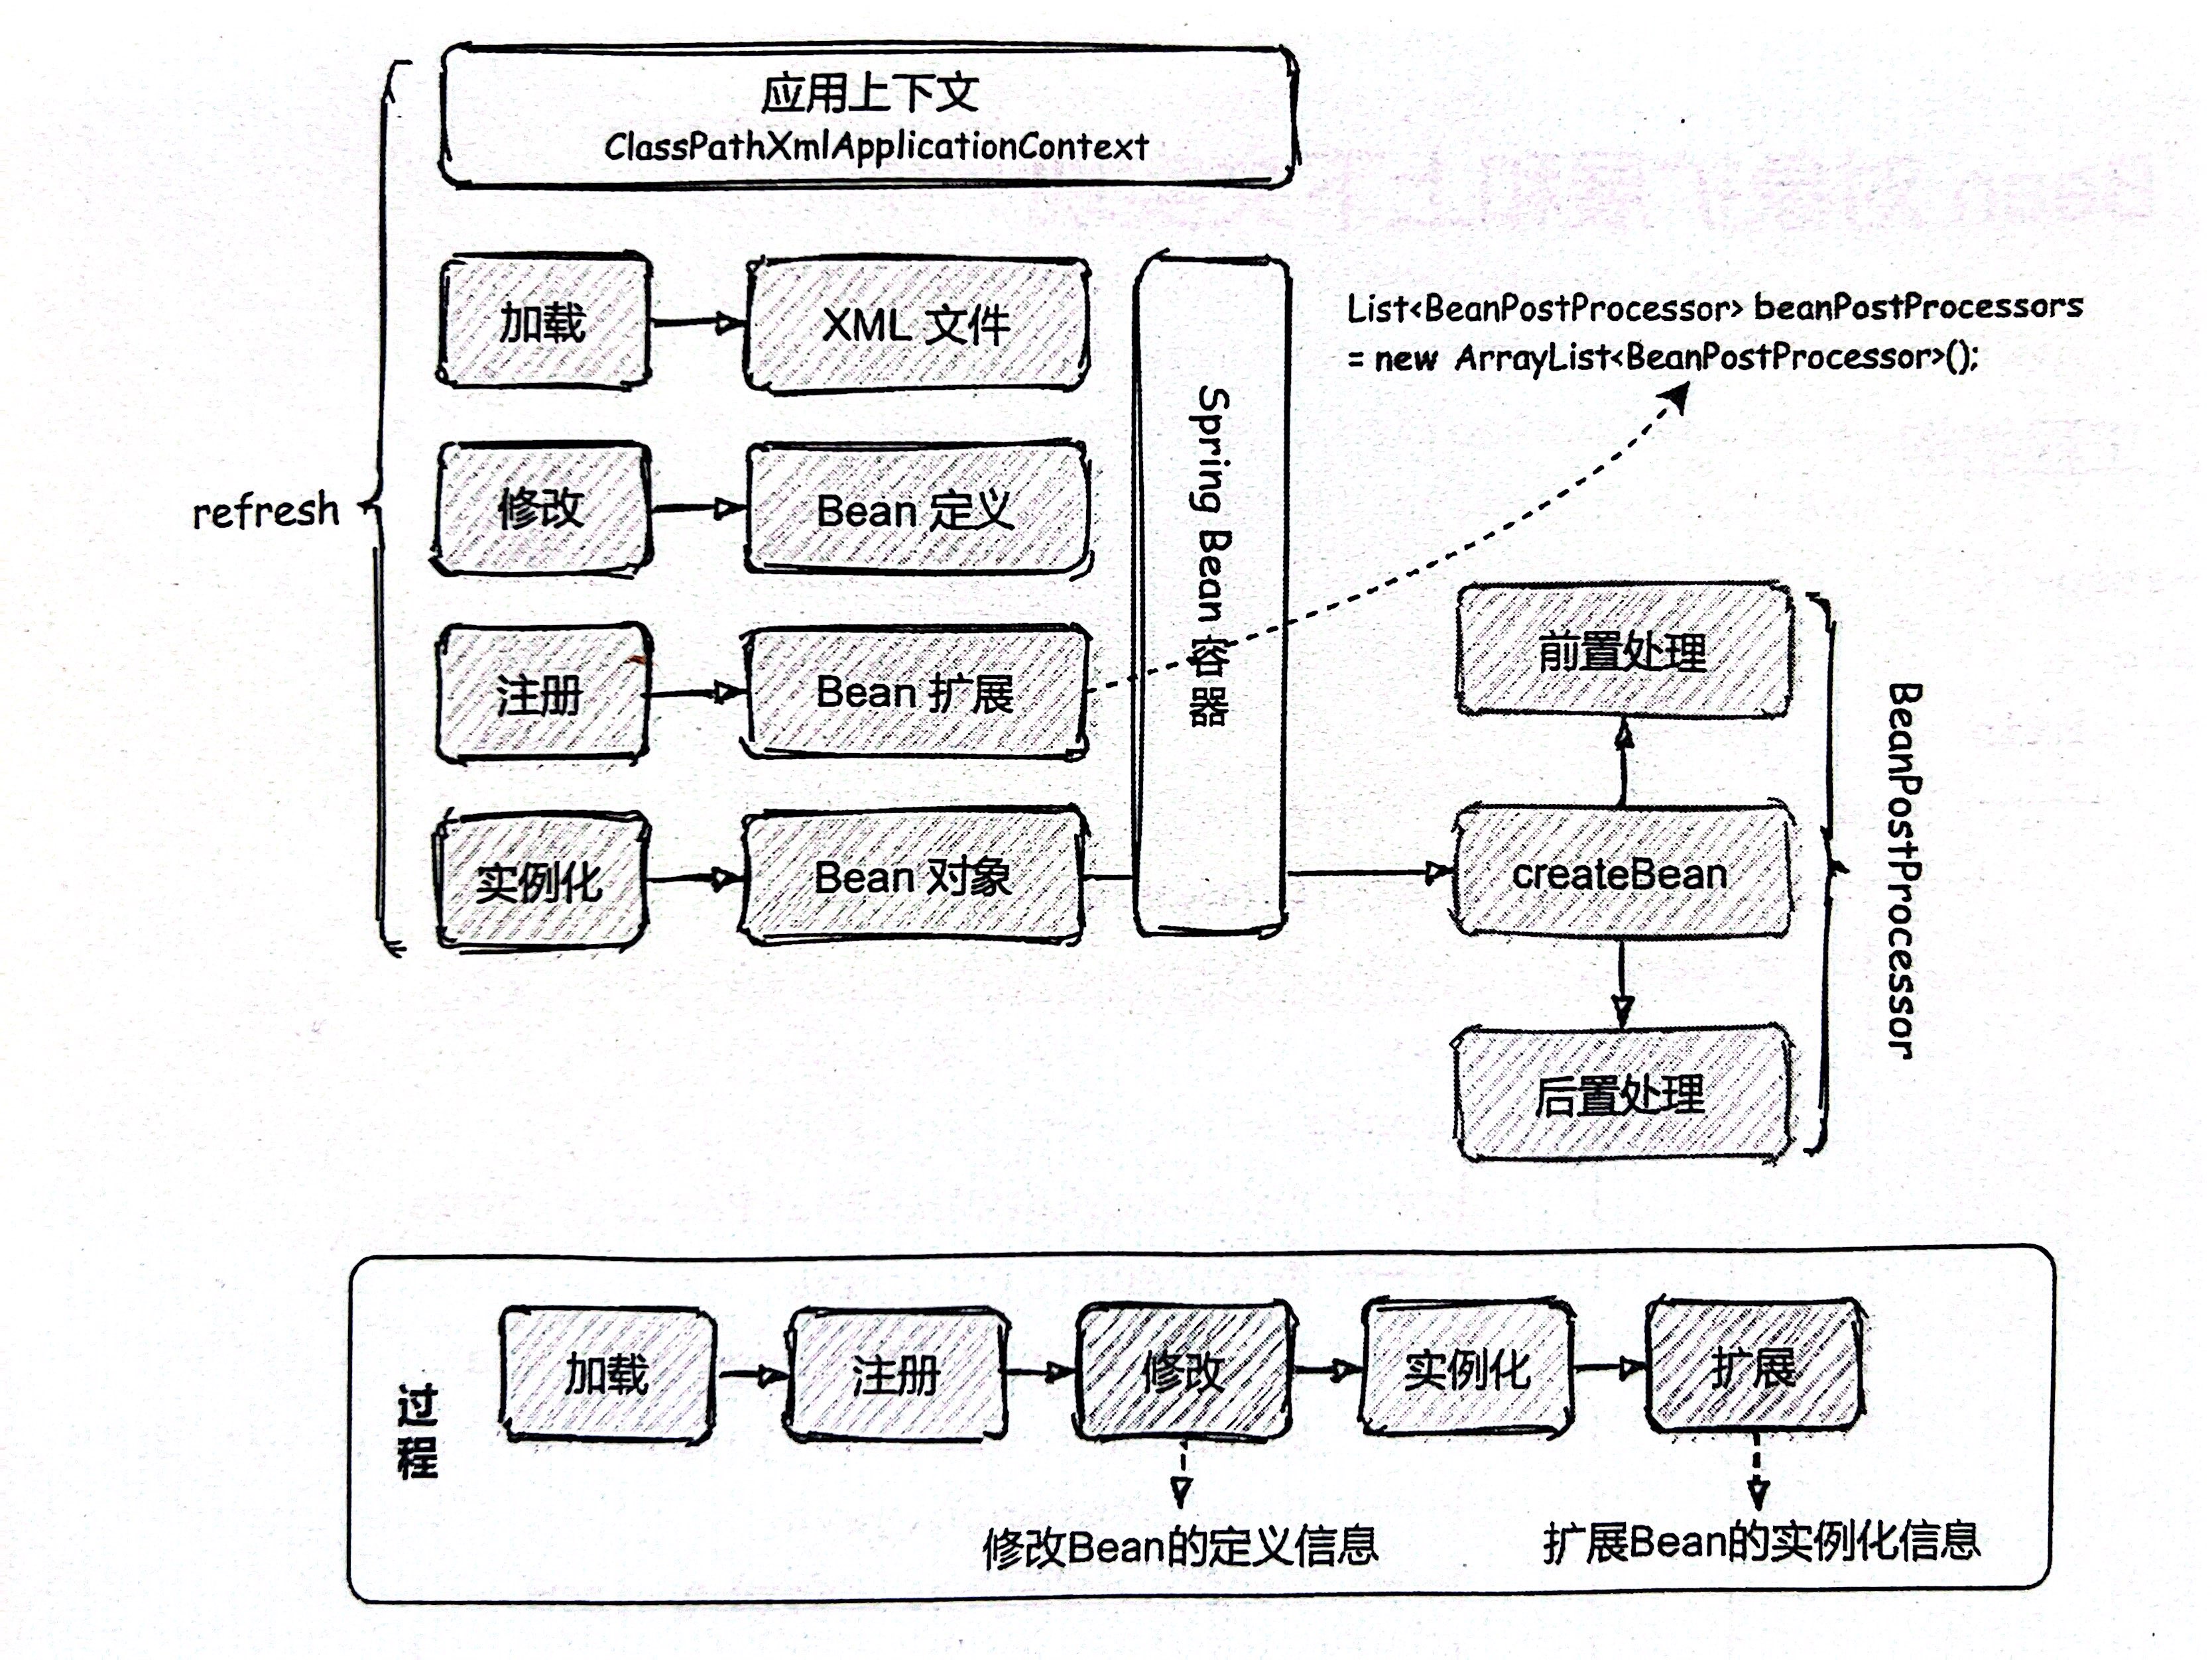 应用上下文
ClassPathXmlApplicationContext
refresh
加载
XML 文件
修改
Bean 定义
注册
Bean 扩展
实例化
Bean 对象
Spring Bean 容器
List<BeanPostProcessor> beanPostProcessors
= new ArrayList<BeanPostProcessor>();
前置处理
createBean
后置处理
BeanPostProcessor
过程
加载
注册
修改
实例化
扩展
修改Bean的定义信息
扩展Bean的实例化信息